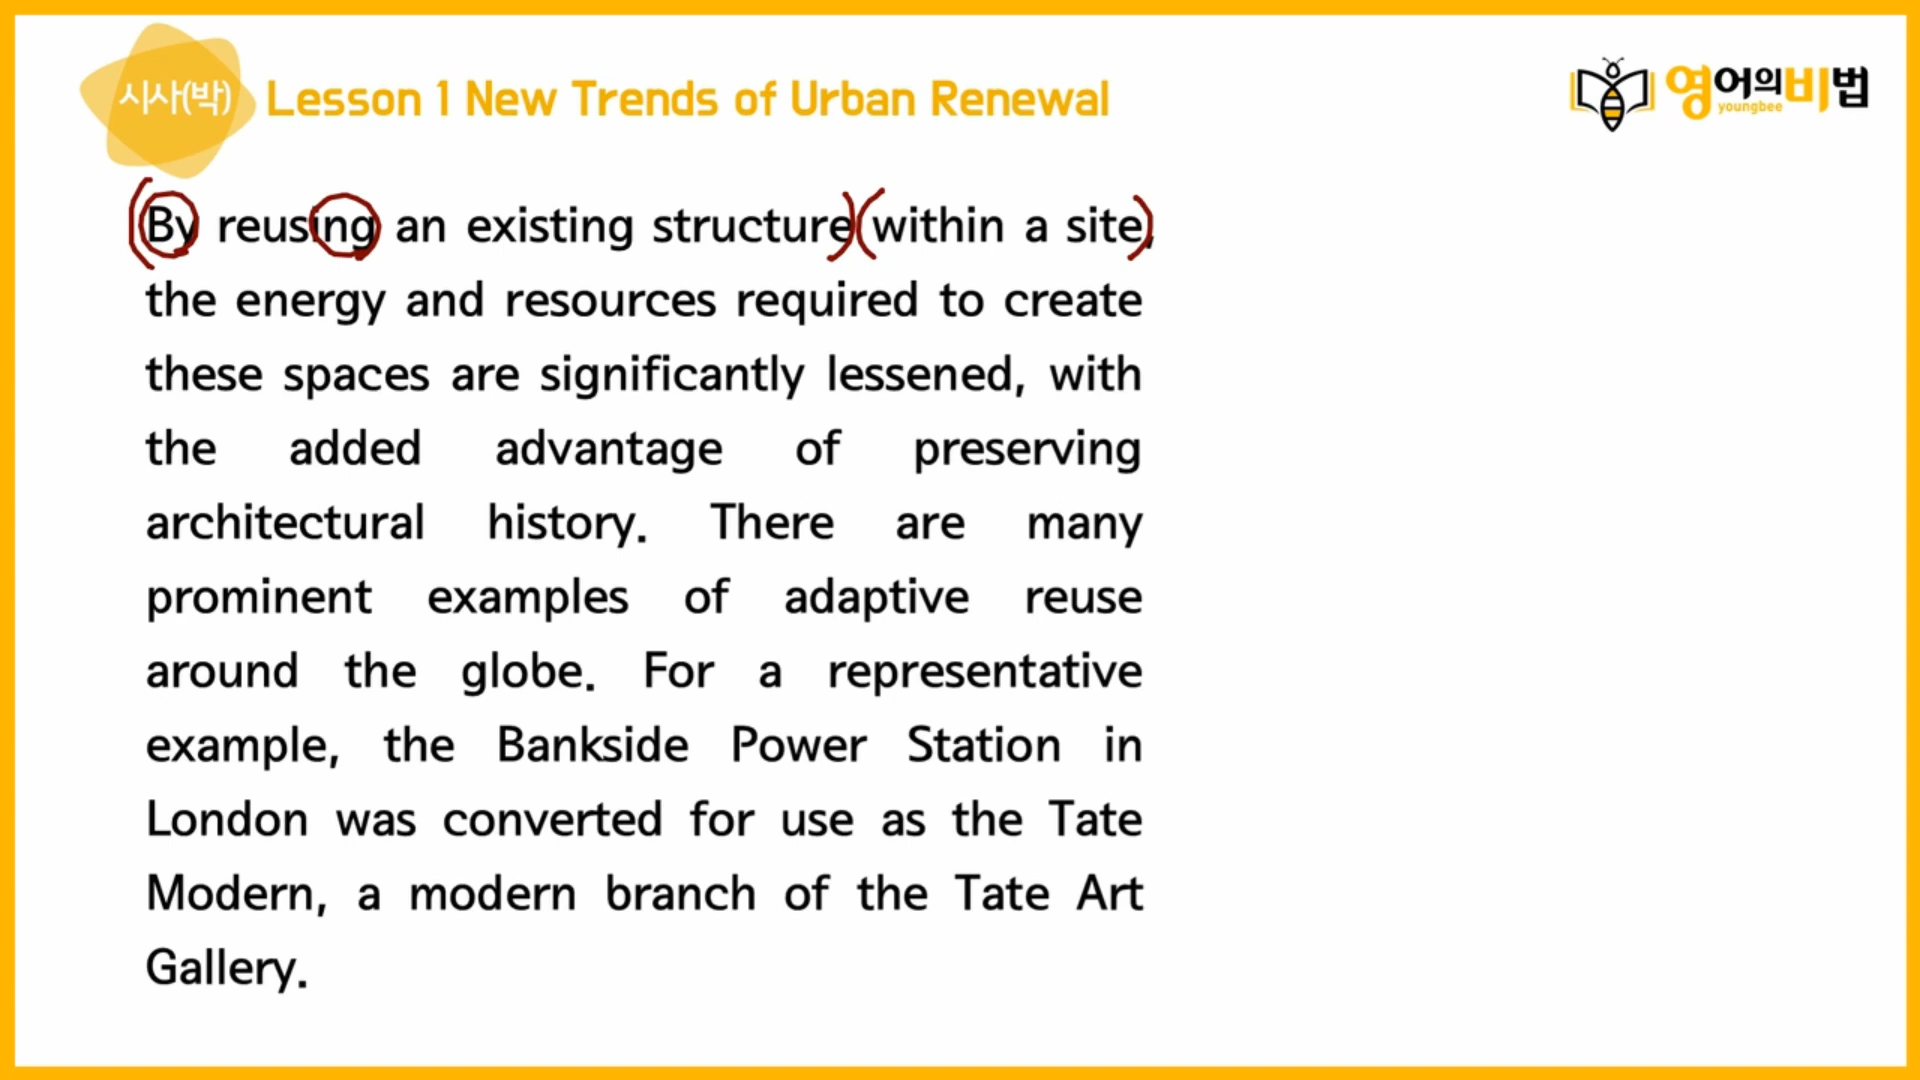 시사(박)
Lesson 1 New Trends of Urban Renewal
영어의비법
youngbee
By reusing an existing structure within a site,
the energy and resources required to create
these spaces are significantly lessened, with
the added advantage of preserving
architectural history. There are many
prominent examples of adaptive reuse
around the globe. For a representative
example, the Bankside Power Station in
London was converted for use as the Tate
Modern, a modern branch of the Tate Art
Gallery.